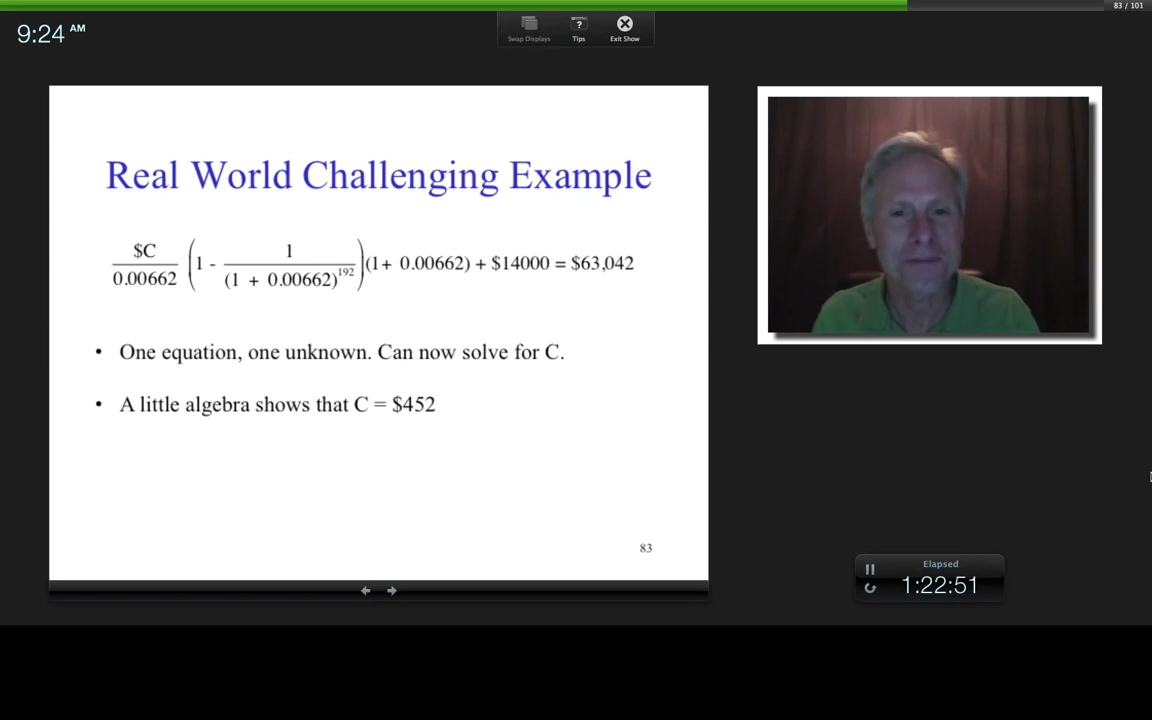 83 / 101
9:24 AM
Swap Displays
? Tips
Exit Show
Real World Challenging Example
$C / 0.00662 (1 - 1 / (1 + 0.00662)^192) (1+ 0.00662) + $14000 = $63,042
• One equation, one unknown. Can now solve for C.
• A little algebra shows that C = $452
83
Elapsed
1:22:51